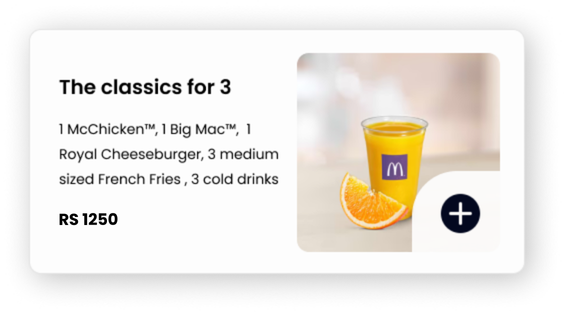 The classics for 3
1 McChicken™, 1 Big Mac™, 1
Royal Cheeseburger, 3 medium
sized French Fries , 3 cold drinks
RS 1250